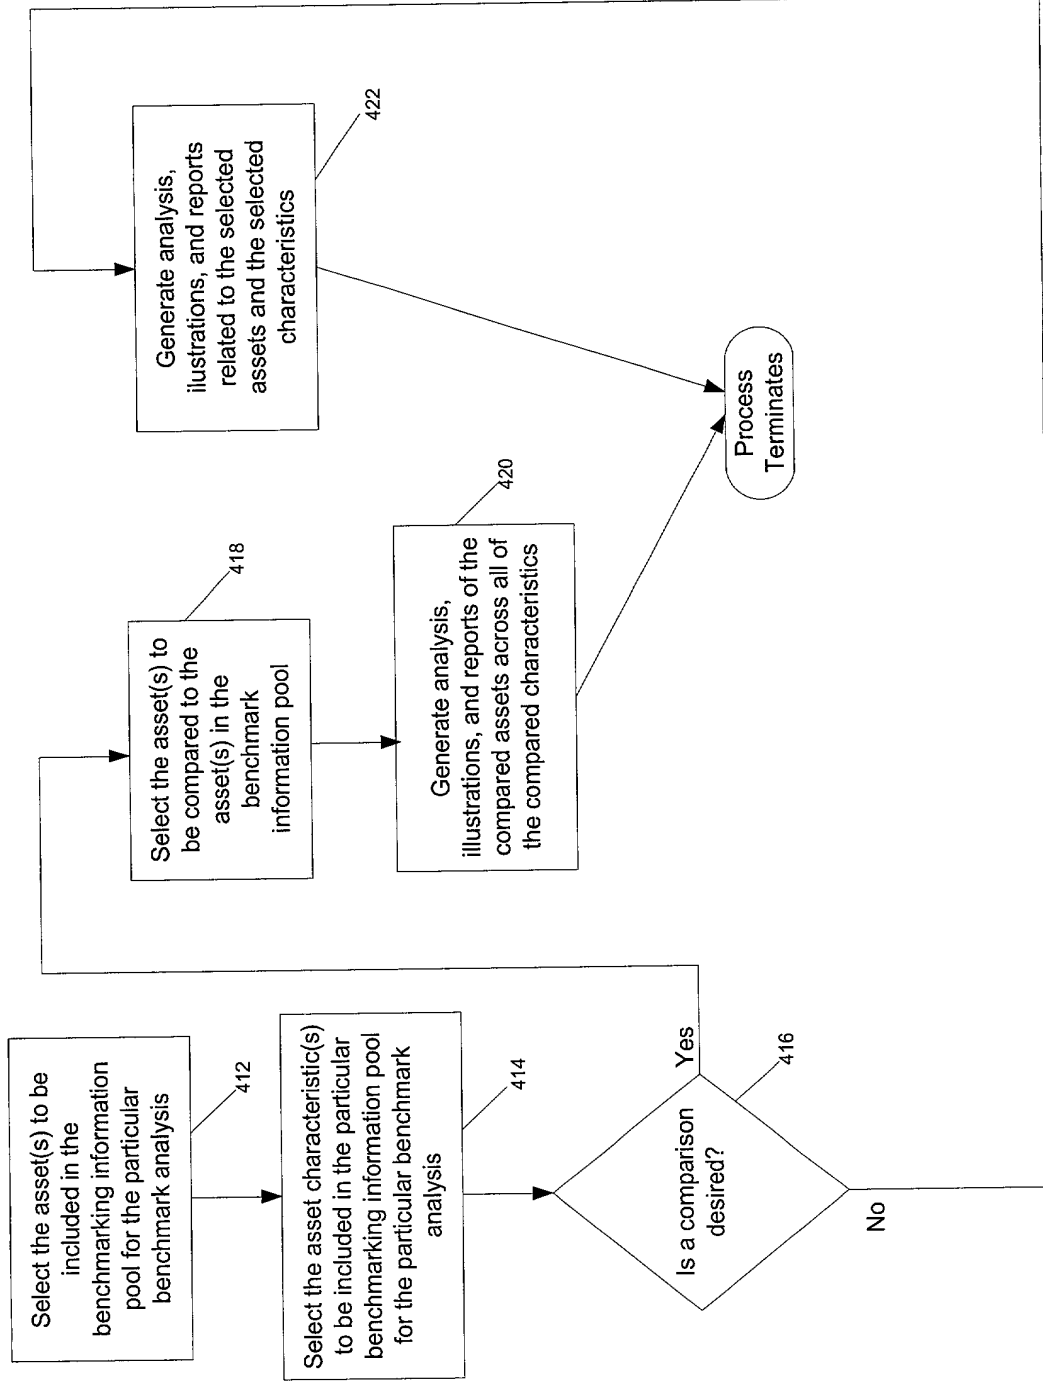 Select the asset(s) to be
included in the
benchmarking information
pool for the particular
benchmark analysis
412
Select the asset characteristic(s)
to be included in the particular
benchmarking information pool
for the particular benchmark
analysis
414
Is a comparison
desired?
416
Yes
No
Select the asset(s) to
be compared to the
asset(s) in the
benchmark
information pool
418
Generate analysis,
illustrations, and reports of the
compared assets across all of
the compared characteristics
420
Generate analysis,
ilustrations, and reports
related to the selected
assets and the selected
characteristics
422
Process
Terminates